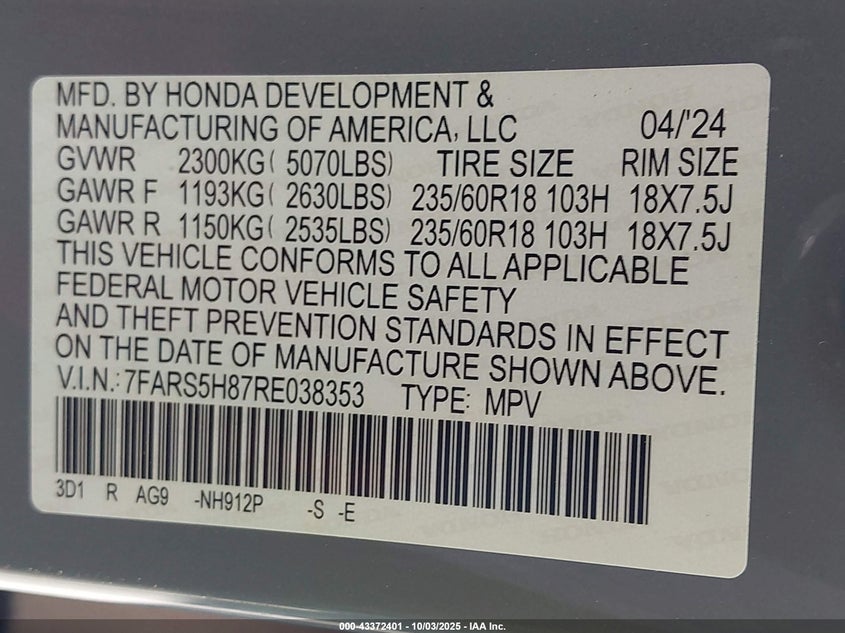 MFD. BY HONDA DEVELOPMENT &
MANUFACTURING OF AMERICA, LLC 04/'24
GVWR 2300KG( 5070LBS) TIRE SIZE RIM SIZE
GAWR F 1193KG( 2630LBS) 235/60R18 103H 18X7.5J
GAWR R 1150KG( 2535LBS) 235/60R18 103H 18X7.5J
THIS VEHICLE CONFORMS TO ALL APPLICABLE
FEDERAL MOTOR VEHICLE SAFETY
AND THEFT PREVENTION STANDARDS IN EFFECT
ON THE DATE OF MANUFACTURE SHOWN ABOVE.
V.I.N.: 7FARS5H87RE038353 TYPE: MPV
3D1 R AG9 -NH912P -S -E
000-43372401 - 10/03/2025 - IAA Inc.